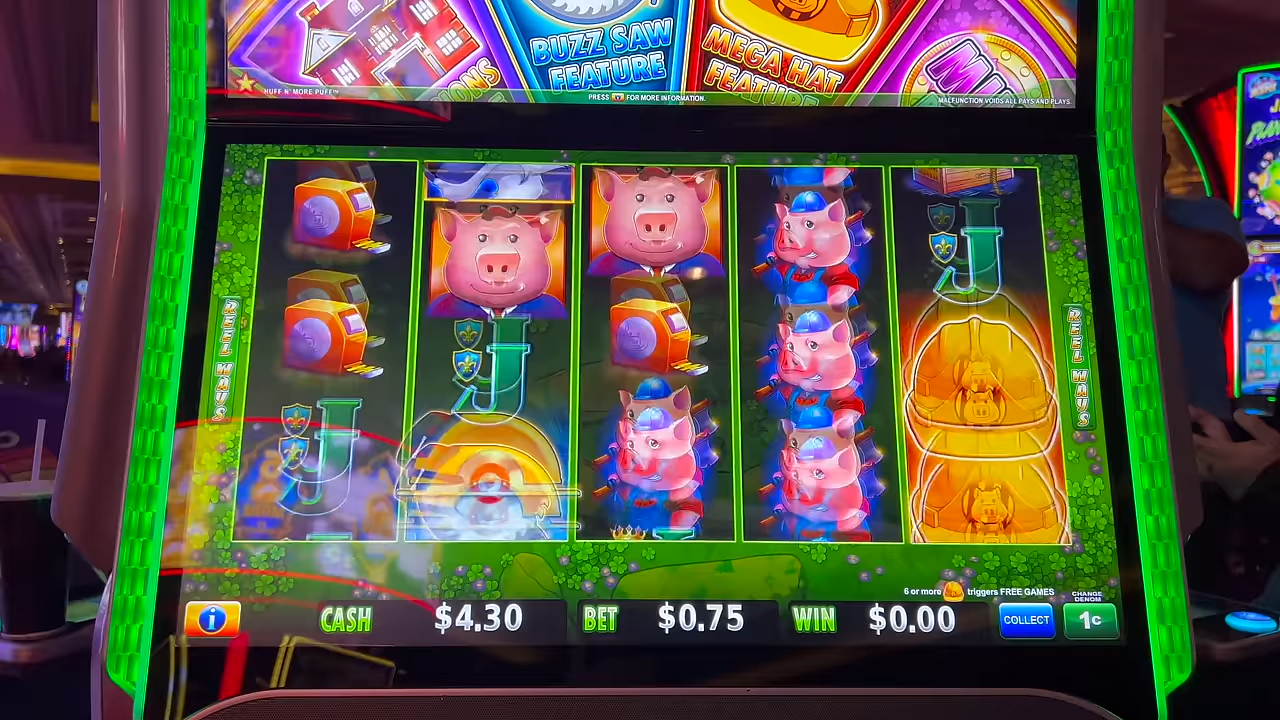 BUZZ SAW
FEATURE
MEGA HAT
FEATURE
HUFF N' MORE PUFF™
PRESS FOR MORE INFORMATION.
MALFUNCTION VOIDS ALL PAYS AND PLAYS.
REEL WAYS
REEL WAYS
J
J
J
6 or more triggers FREE GAMES
CHANGE
DENOM
i
CASH $4.30
BET $0.75
WIN $0.00
COLLECT
1¢